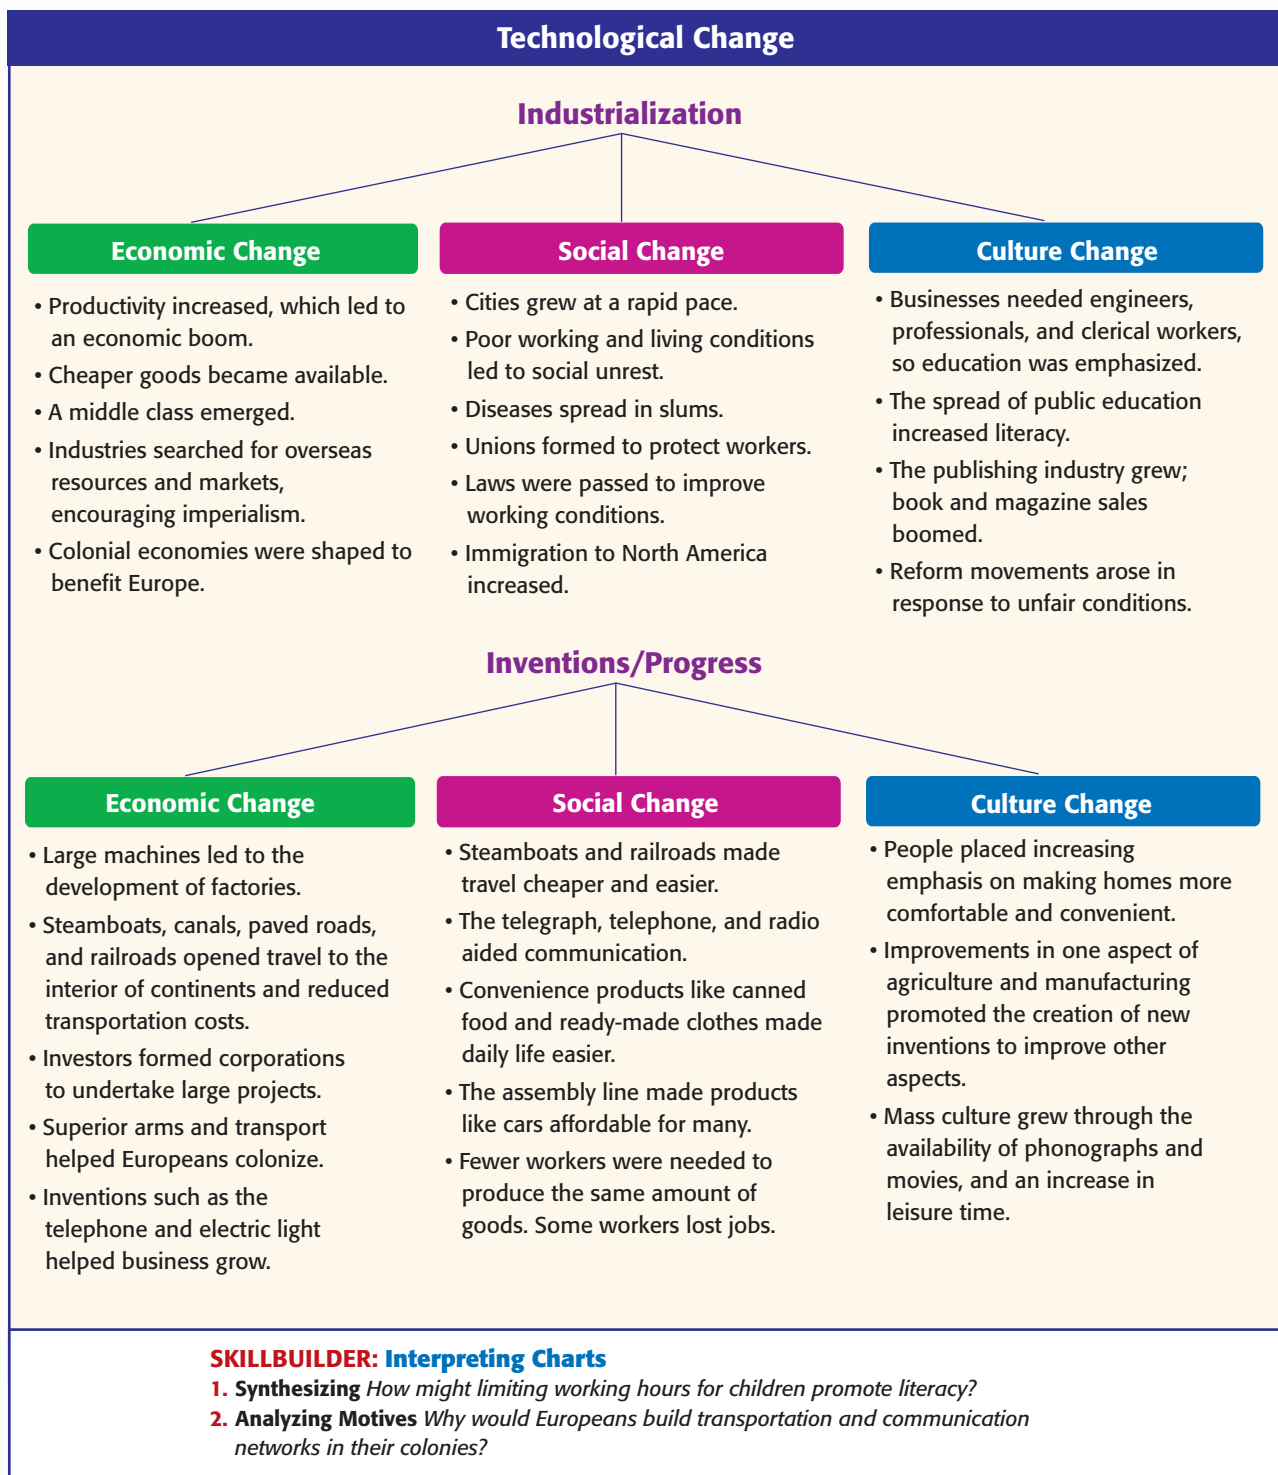 Technological Change
Industrialization
Economic Change
• Productivity increased, which led to
an economic boom.
• Cheaper goods became available.
• A middle class emerged.
• Industries searched for overseas
resources and markets,
encouraging imperialism.
• Colonial economies were shaped to
benefit Europe.
Social Change
• Cities grew at a rapid pace.
• Poor working and living conditions
led to social unrest.
• Diseases spread in slums.
• Unions formed to protect workers.
• Laws were passed to improve
working conditions.
• Immigration to North America
increased.
Culture Change
• Businesses needed engineers,
professionals, and clerical workers,
so education was emphasized.
• The spread of public education
increased literacy.
• The publishing industry grew;
book and magazine sales
boomed.
• Reform movements arose in
response to unfair conditions.
Inventions/Progress
Economic Change
• Large machines led to the
development of factories.
• Steamboats, canals, paved roads,
and railroads opened travel to the
interior of continents and reduced
transportation costs.
• Investors formed corporations
to undertake large projects.
• Superior arms and transport
helped Europeans colonize.
• Inventions such as the
telephone and electric light
helped business grow.
Social Change
• Steamboats and railroads made
travel cheaper and easier.
• The telegraph, telephone, and radio
aided communication.
• Convenience products like canned
food and ready-made clothes made
daily life easier.
• The assembly line made products
like cars affordable for many.
• Fewer workers were needed to
produce the same amount of
goods. Some workers lost jobs.
Culture Change
• People placed increasing
emphasis on making homes more
comfortable and convenient.
• Improvements in one aspect of
agriculture and manufacturing
promoted the creation of new
inventions to improve other
aspects.
• Mass culture grew through the
availability of phonographs and
movies, and an increase in
leisure time.
SKILLBUILDER: Interpreting Charts
1. Synthesizing How might limiting working hours for children promote literacy?
2. Analyzing Motives Why would Europeans build transportation and communication
networks in their colonies?